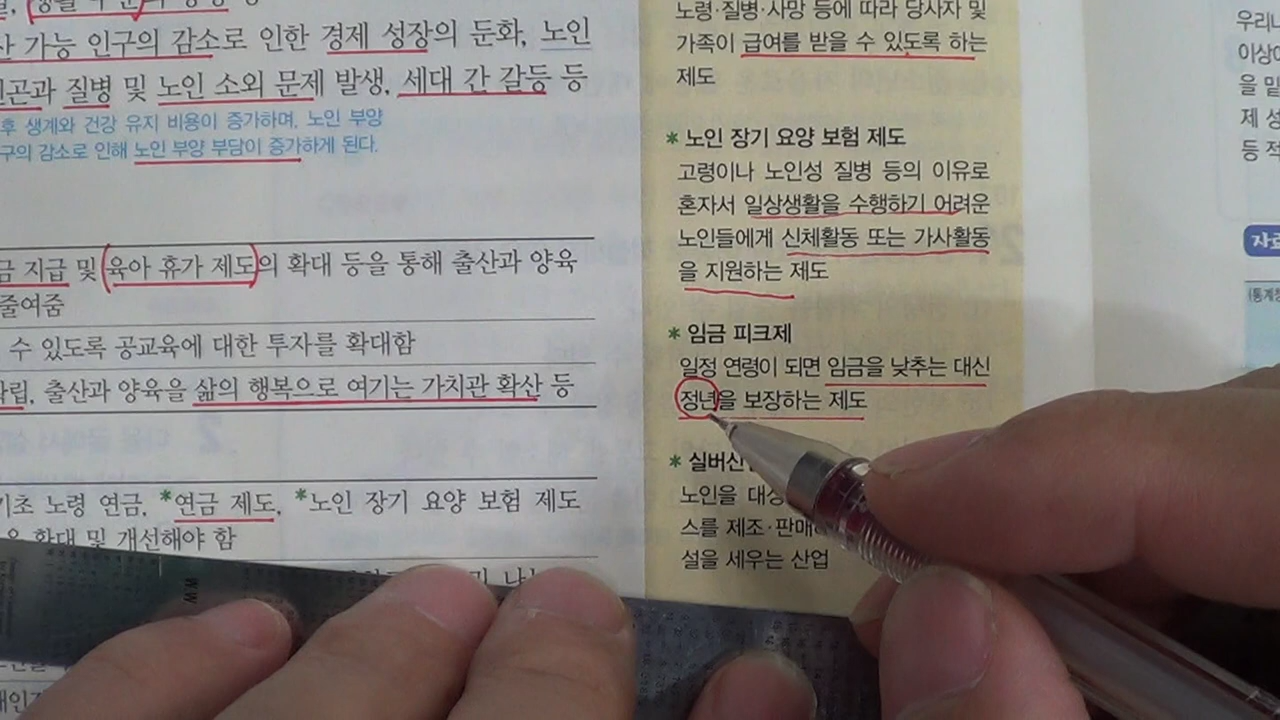 산 가능 인구의 감소로 인한 경제 성장의 둔화, 노인
빈곤과 질병 및 노인 소외 문제 발생, 세대 간 갈등 등
후 생계와 건강 유지 비용이 증가하며, 노인 부양
구의 감소로 인해 노인 부양 부담이 증가하게 된다.
금 지급 및 육아 휴가 제도의 확대 등을 통해 출산과 양육
줄여줌
수 있도록 공교육에 대한 투자를 확대함
확립, 출산과 양육을 삶의 행복으로 여기는 가치관 확산 등
기초 노령 연금, *연금 제도, *노인 장기 요양 보험 제도
확대 및 개선해야 함
노령·질병·사망 등에 따라 당사자 및
가족이 급여를 받을 수 있도록 하는
제도
* 노인 장기 요양 보험 제도
고령이나 노인성 질병 등의 이유로
혼자서 일상생활을 수행하기 어려운
노인들에게 신체활동 또는 가사활동
을 지원하는 제도
* 임금 피크제
일정 연령이 되면 임금을 낮추는 대신
정년을 보장하는 제도
* 실버산
노인을 대상
스를 제조·판매
설을 세우는 산업
우리나
이상이
을 밑
제 성
등 적
자료
(통계청